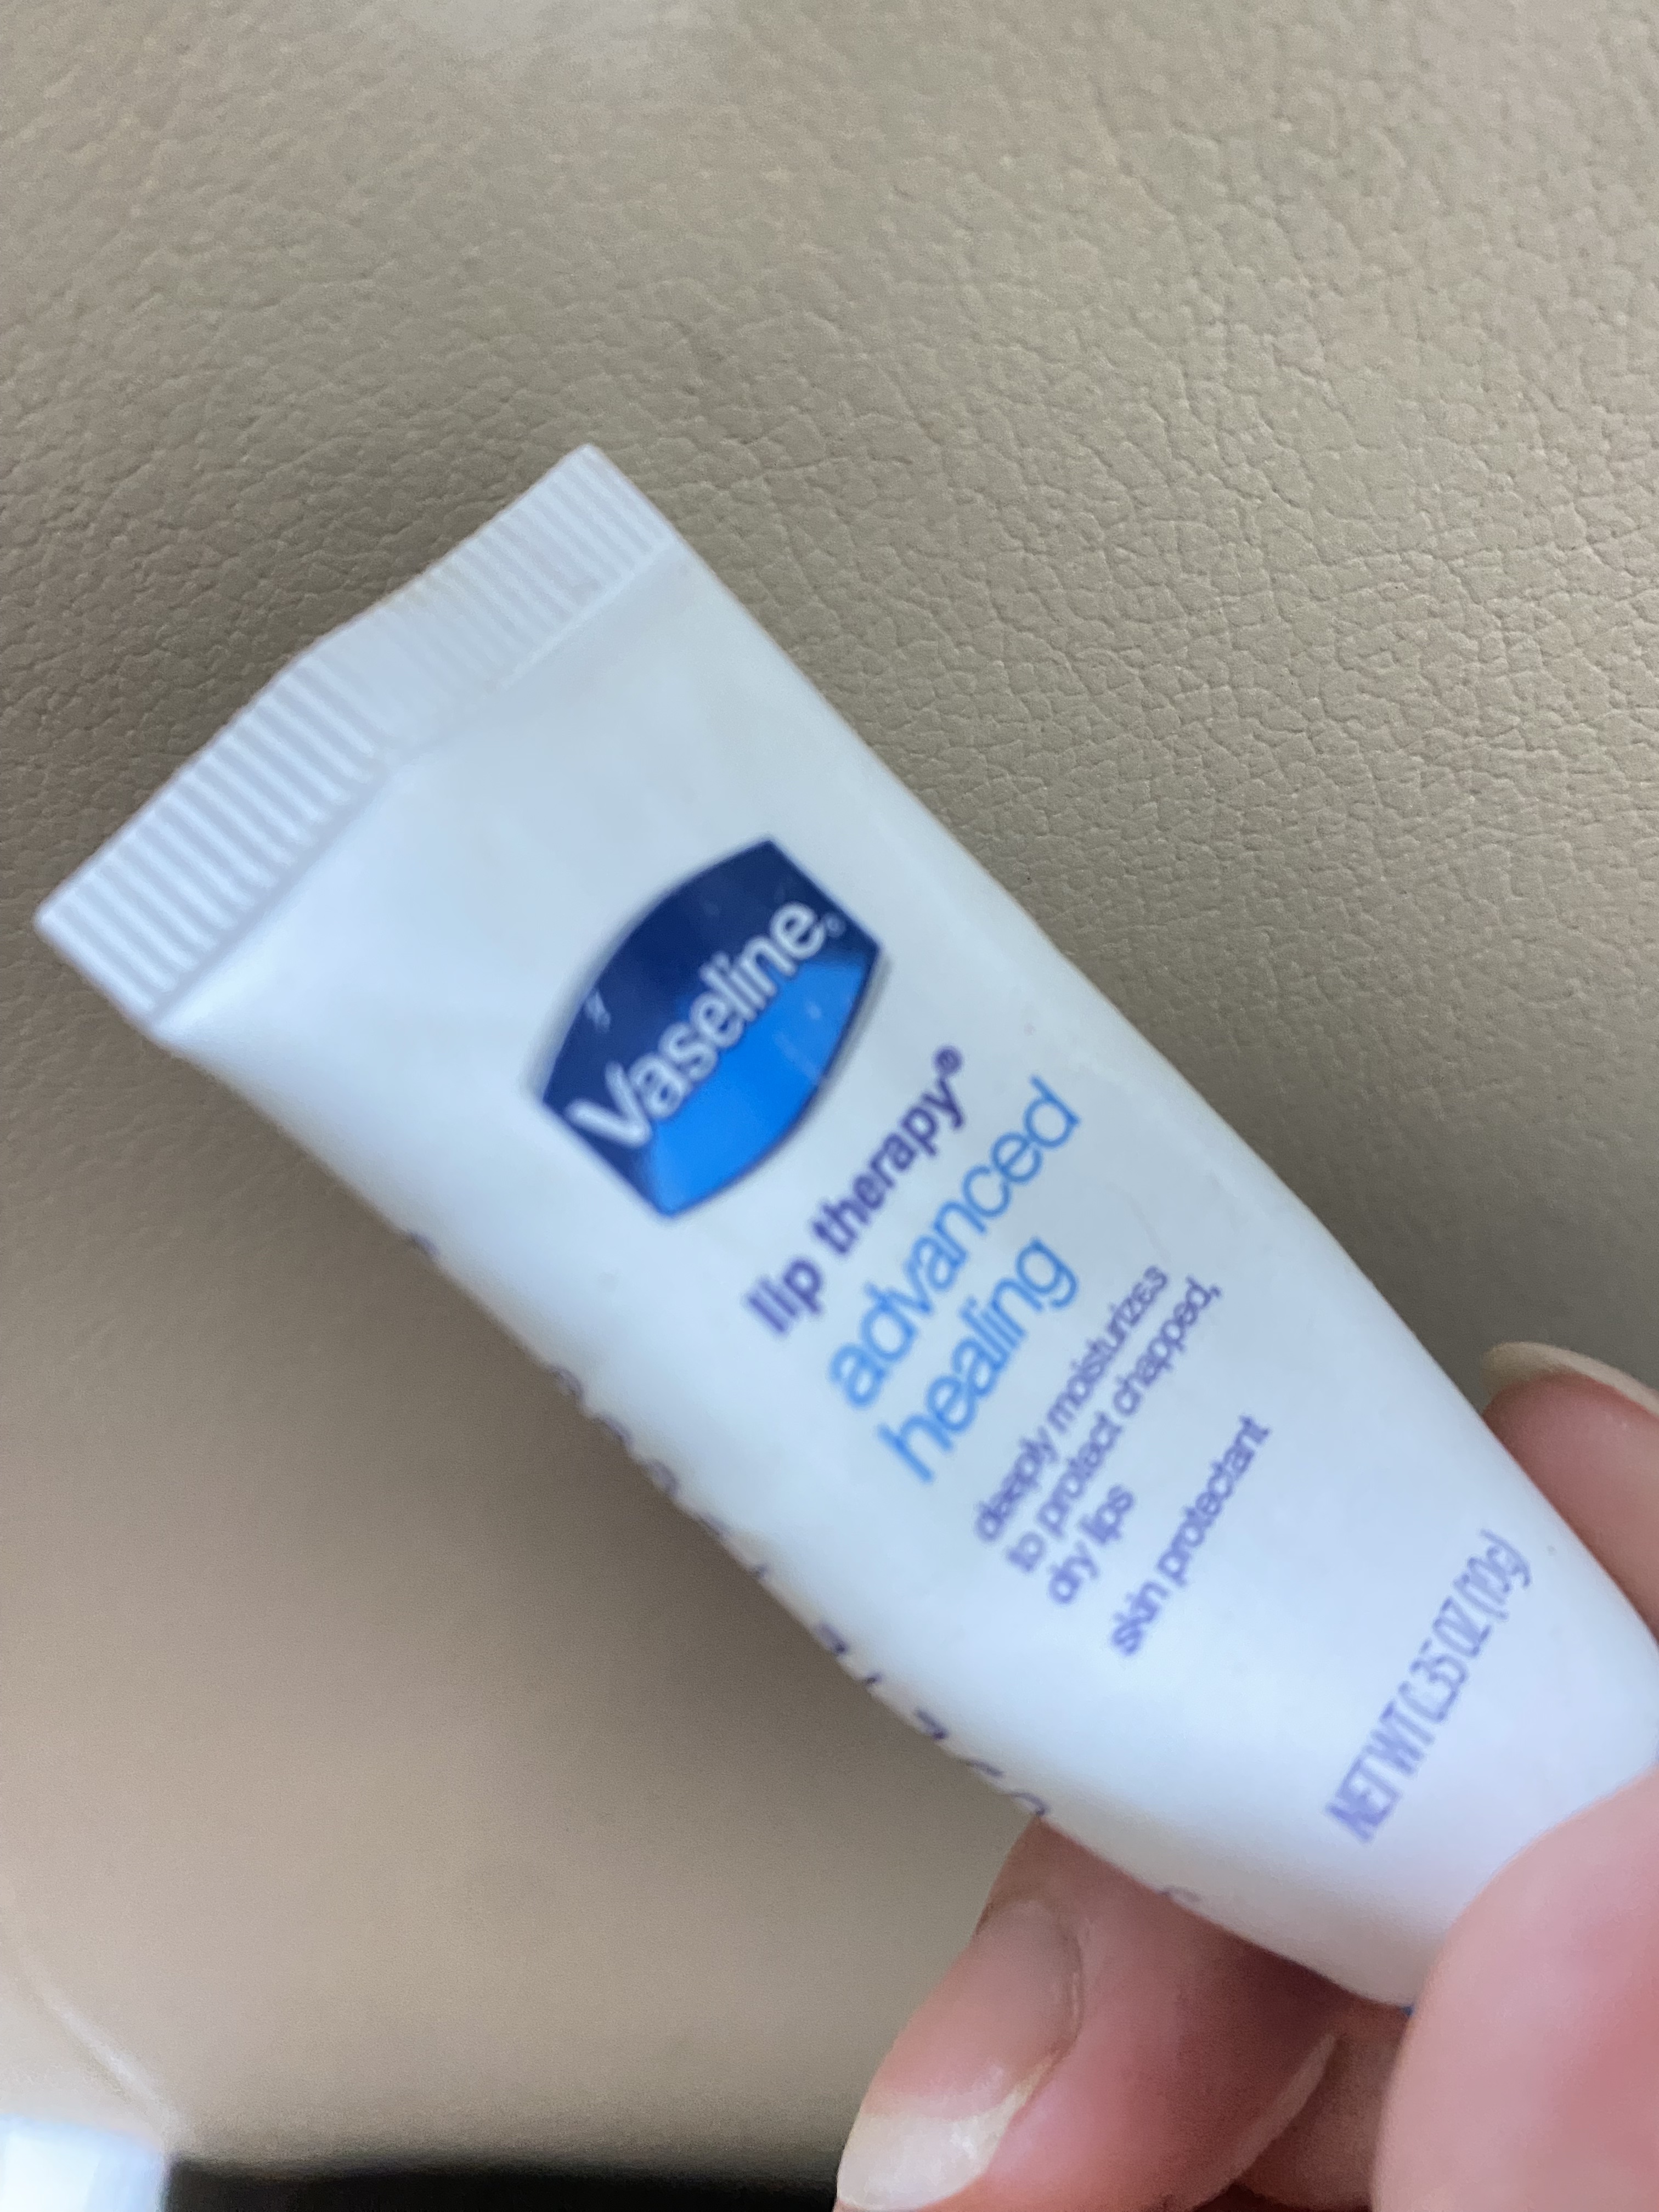 Vaseline®
lip therapy®
advanced
healing
deeply moisturizes
to protect chapped,
dry lips
skin protectant
NET WT 0.35 OZ (10g)